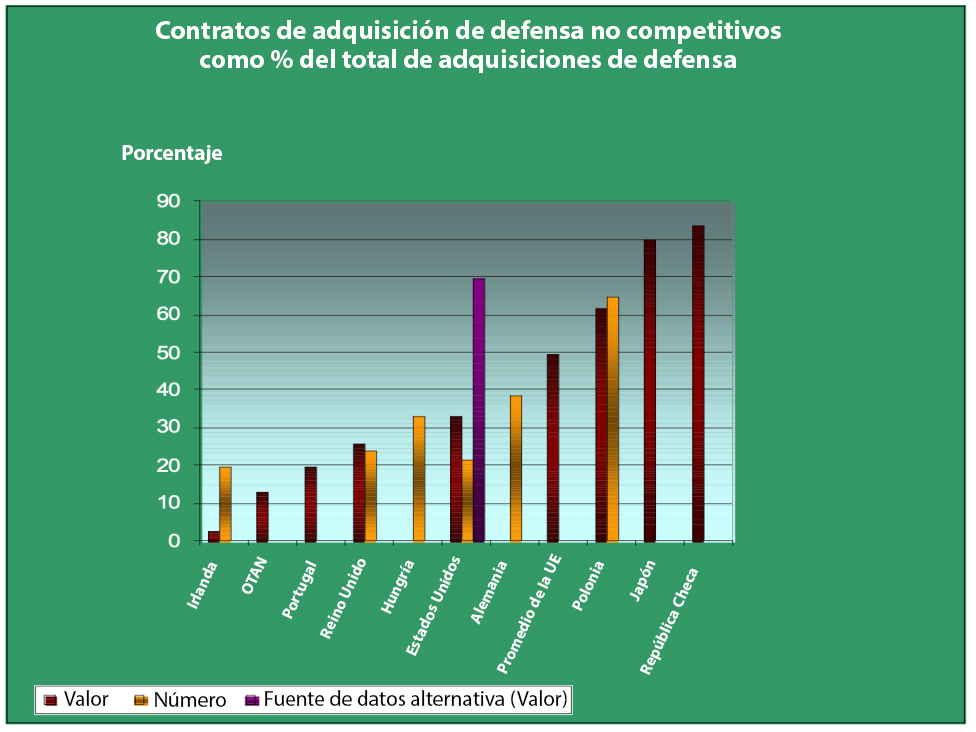 Contratos de adquisición de defensa no competitivos
como % del total de adquisiciones de defensa
Porcentaje
90
80
70
60
50
40
30
20
10
0
Irlanda
OTAN
Portugal
Reino Unido
Hungría
Estados Unidos
Alemania
Promedio de la UE
Polonia
Japón
República Checa
Valor
Número
Fuente de datos alternativa (Valor)